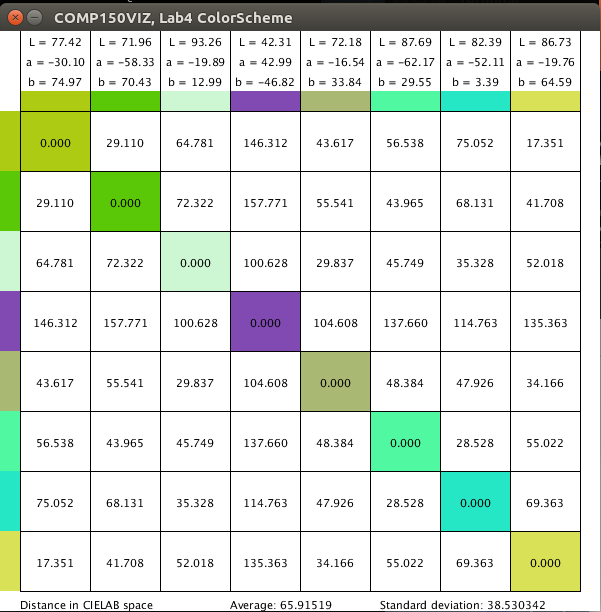 COMP150VIZ, Lab4 ColorScheme
L = 77.42 L = 71.96 L = 93.26 L = 42.31 L = 72.18 L = 87.69 L = 82.39 L = 86.73
a = -30.10 a = -58.33 a = -19.89 a = 42.99 a = -16.54 a = -62.17 a = -52.11 a = -19.76
b = 74.97 b = 70.43 b = 12.99 b = -46.82 b = 33.84 b = 29.55 b = 3.39 b = 64.59
0.000 29.110 64.781 146.312 43.617 56.538 75.052 17.351
29.110 0.000 72.322 157.771 55.541 43.965 68.131 41.708
64.781 72.322 0.000 100.628 29.837 45.749 35.328 52.018
146.312 157.771 100.628 0.000 104.608 137.660 114.763 135.363
43.617 55.541 29.837 104.608 0.000 48.384 47.926 34.166
56.538 43.965 45.749 137.660 48.384 0.000 28.528 55.022
75.052 68.131 35.328 114.763 47.926 28.528 0.000 69.363
17.351 41.708 52.018 135.363 34.166 55.022 69.363 0.000
Distance in CIELAB space Average: 65.91519 Standard deviation: 38.530342